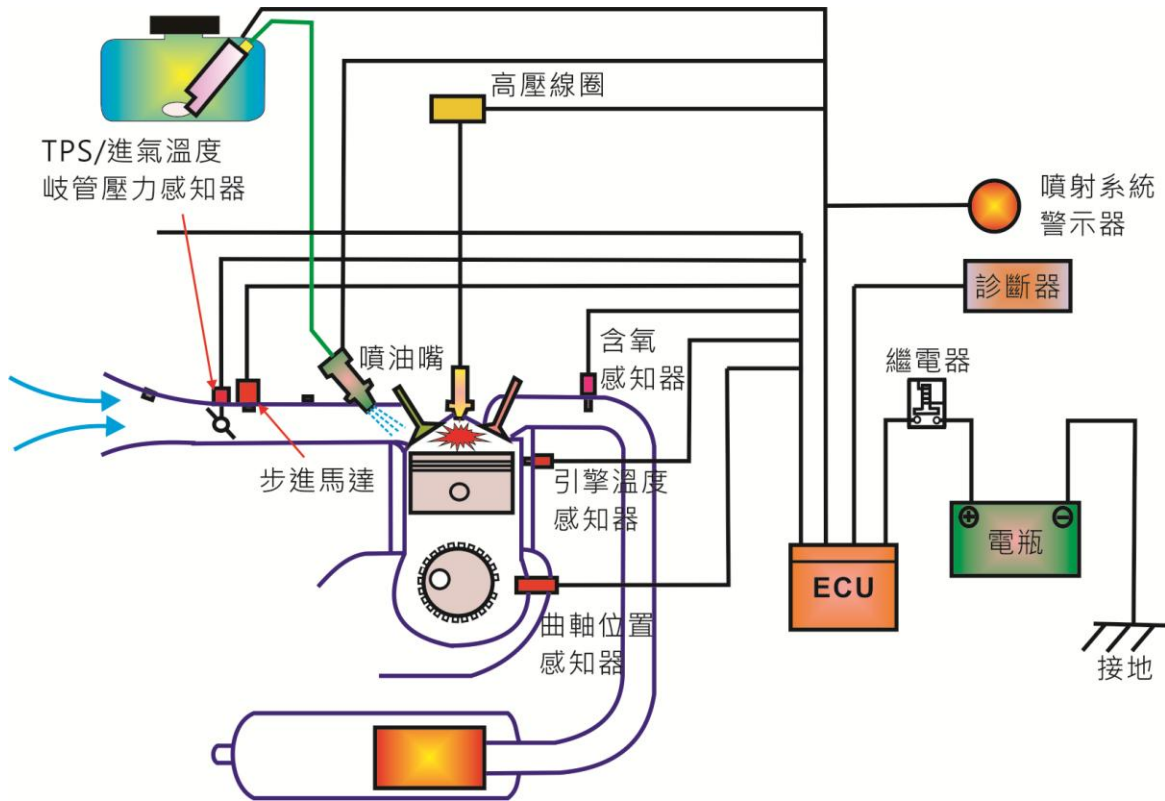 高壓線圈
TPS/進氣溫度
岐管壓力感知器
噴射系統
警示器
診斷器
噴油嘴
含氧
感知器
繼電器
步進馬達
引擎溫度
感知器
電瓶
ECU
曲軸位置
感知器
接地